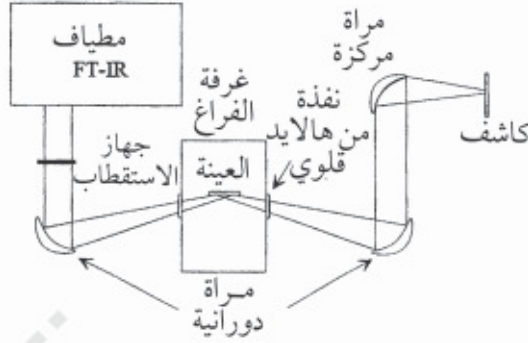 مطياف
FT-IR
غرفة
الفراغ
مراة
مركزة
نفذة
من هالايد
قلوي
كاشف
جهاز
الاستقطاب
العينة
مراة
دورانية